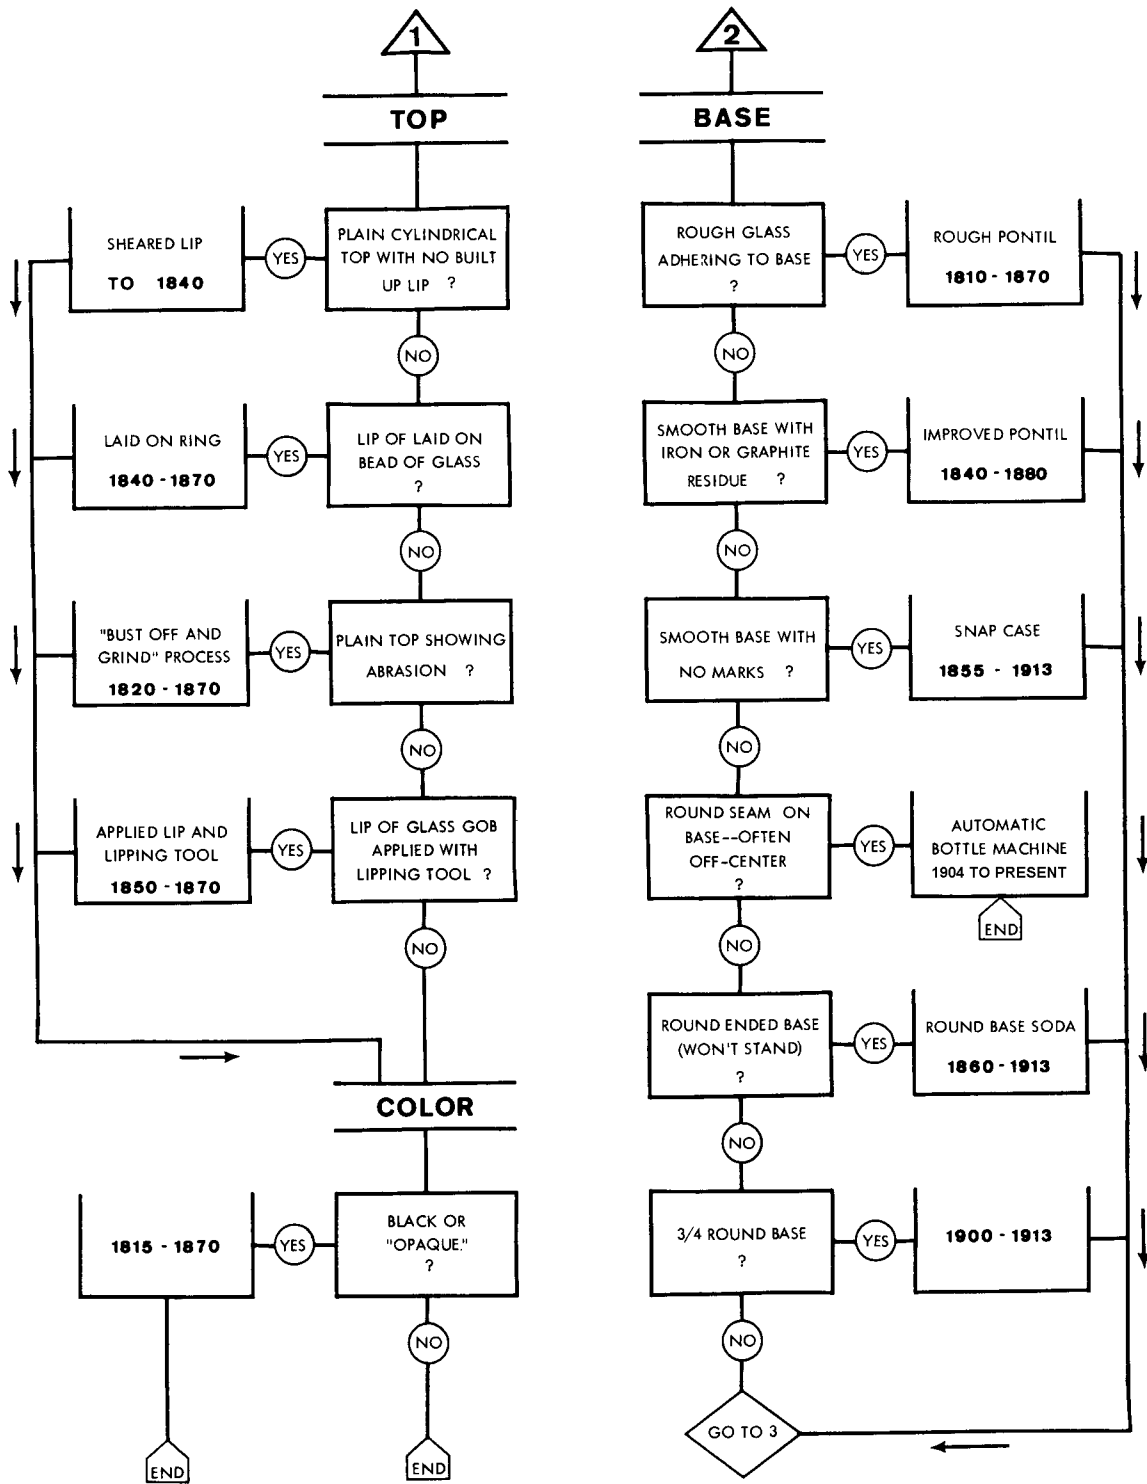 1
TOP
PLAIN CYLINDRICAL
TOP WITH NO BUILT
UP LIP ?
YES
SHEARED LIP
TO 1840
NO
LIP OF LAID ON
BEAD OF GLASS
?
YES
LAID ON RING
1840 - 1870
NO
PLAIN TOP SHOWING
ABRASION ?
YES
"BUST OFF AND
GRIND" PROCESS
1820 - 1870
NO
LIP OF GLASS GOB
APPLIED WITH
LIPPING TOOL ?
YES
APPLIED LIP AND
LIPPING TOOL
1850 - 1870
NO
COLOR
BLACK OR
"OPAQUE."
?
YES
1815 - 1870
END
NO
END
2
BASE
ROUGH GLASS
ADHERING TO BASE
?
YES
ROUGH PONTIL
1810 - 1870
NO
SMOOTH BASE WITH
IRON OR GRAPHITE
RESIDUE ?
YES
IMPROVED PONTIL
1840 - 1880
NO
SMOOTH BASE WITH
NO MARKS ?
YES
SNAP CASE
1855 - 1913
NO
ROUND SEAM ON
BASE--OFTEN
OFF-CENTER
?
YES
AUTOMATIC
BOTTLE MACHINE
1904 TO PRESENT
END
NO
ROUND ENDED BASE
(WON'T STAND)
?
YES
ROUND BASE SODA
1860 - 1913
NO
3/4 ROUND BASE
?
YES
1900 - 1913
NO
GO TO 3